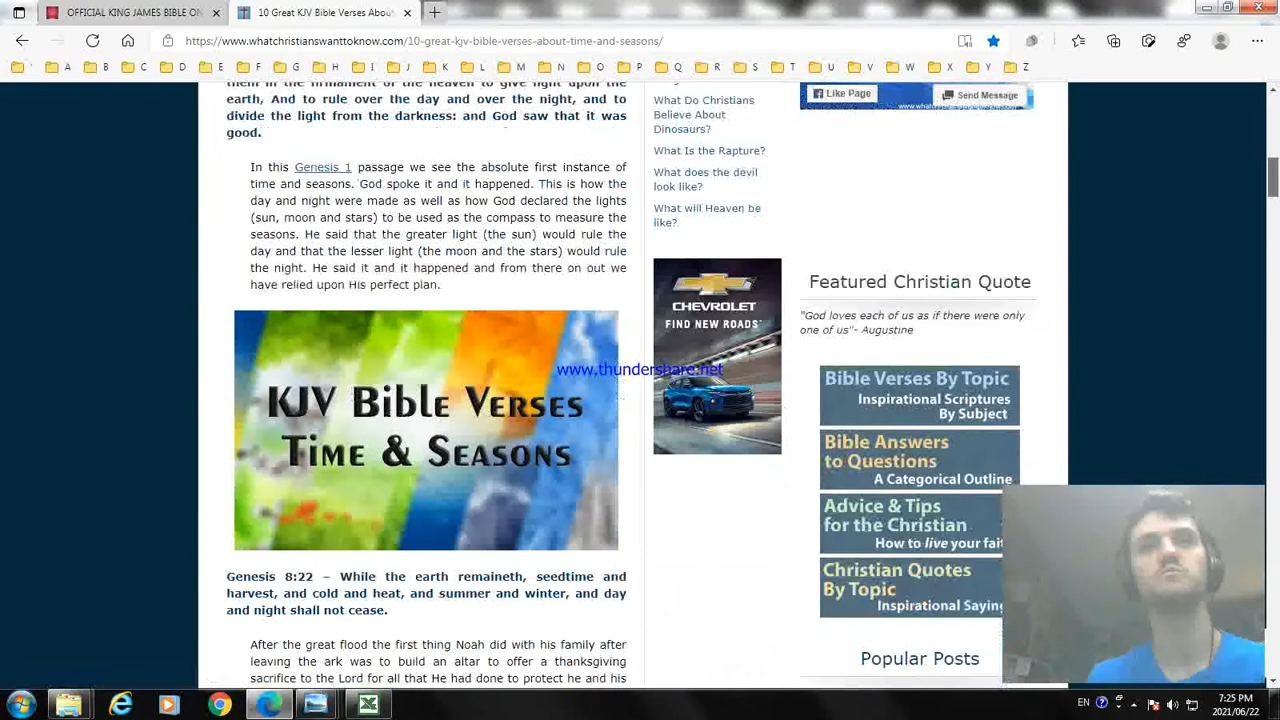 OFFICIAL KING JAMES BIBLE ON
10 Great KJV Bible Verses Abou
https://www.whatchristianswanttoknow.com/10-great-kjv-bible-verses-about-time-and-seasons/
A B C D E F G H I J K L M N O P Q R S T U V W X Y Z
them in the firmament of the heaven to give light upon the
earth, And to rule over the day and over the night, and to
divide the light from the darkness: and God saw that it was
good.
In this Genesis 1 passage we see the absolute first instance of
time and seasons. God spoke it and it happened. This is how the
day and night were made as well as how God declared the lights
(sun, moon and stars) to be used as the compass to measure the
seasons. He said that the greater light (the sun) would rule the
day and that the lesser light (the moon and the stars) would rule
the night. He said it and it happened and from there on out we
have relied upon His perfect plan.
KJV Bible Verses
Time & Seasons
Genesis 8:22 – While the earth remaineth, seedtime and
harvest, and cold and heat, and summer and winter, and day
and night shall not cease.
After the great flood the first thing Noah did with his family after
leaving the ark was to build an altar to offer a thanksgiving
sacrifice to the Lord for all that He had done to protect he and his
What Do Christians
Believe About
Dinosaurs?
What Is the Rapture?
What does the devil
look like?
What will Heaven be
like?
CHEVROLET
FIND NEW ROADS™
www.thundershare.net
Like Page
Send Message
Featured Christian Quote
"God loves each of us as if there were only
one of us"- Augustine
Bible Verses By Topic
Inspirational Scriptures
By Subject
Bible Answers
to Questions
A Categorical Outline
Advice & Tips
for the Christian
How to live your fait
Christian Quotes
By Topic
Inspirational Saying
Popular Posts
EN
7:25 PM
2021/06/22